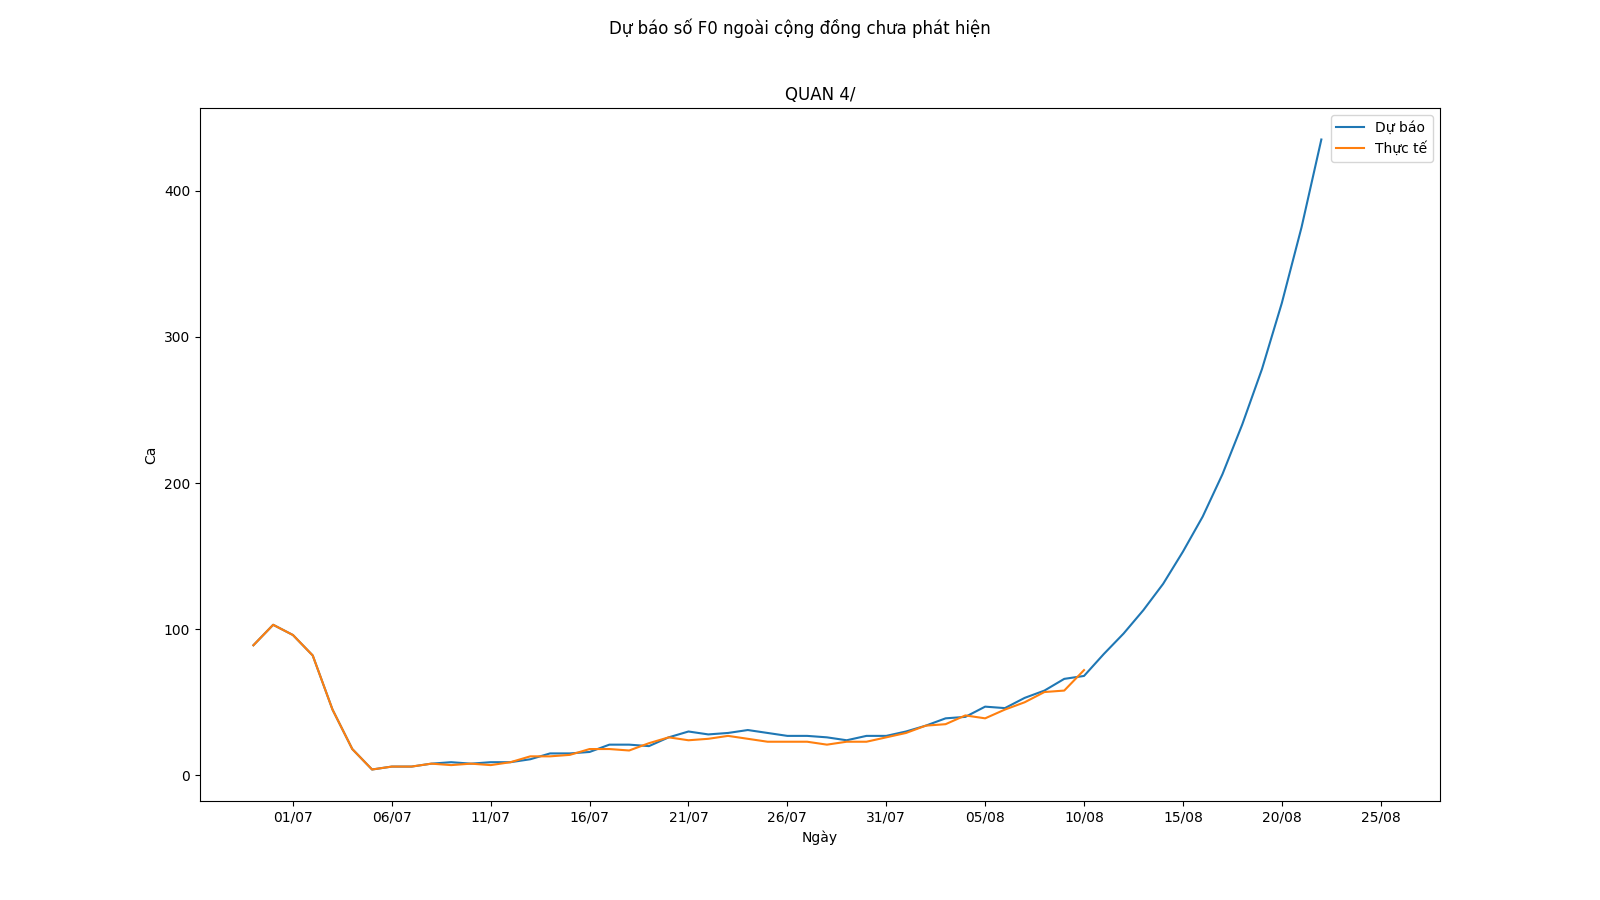 Dự báo số F0 ngoài cộng đồng chưa phát hiện
QUAN 4/
Dự báo
Thực tế
400
300
200
100
0
Ca
01/07 06/07 11/07 16/07 21/07 26/07 31/07 05/08 10/08 15/08 20/08 25/08
Ngày